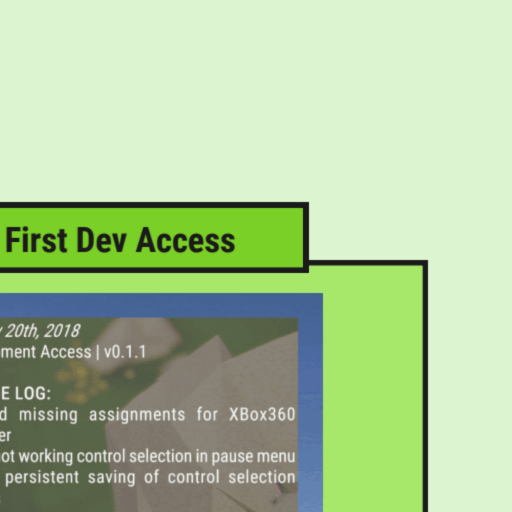 First Dev Access
20th, 2018
ment Access | v0.1.1
E LOG:
d missing assignments for XBox360
er
ot working control selection in pause menu
persistent saving of control selection